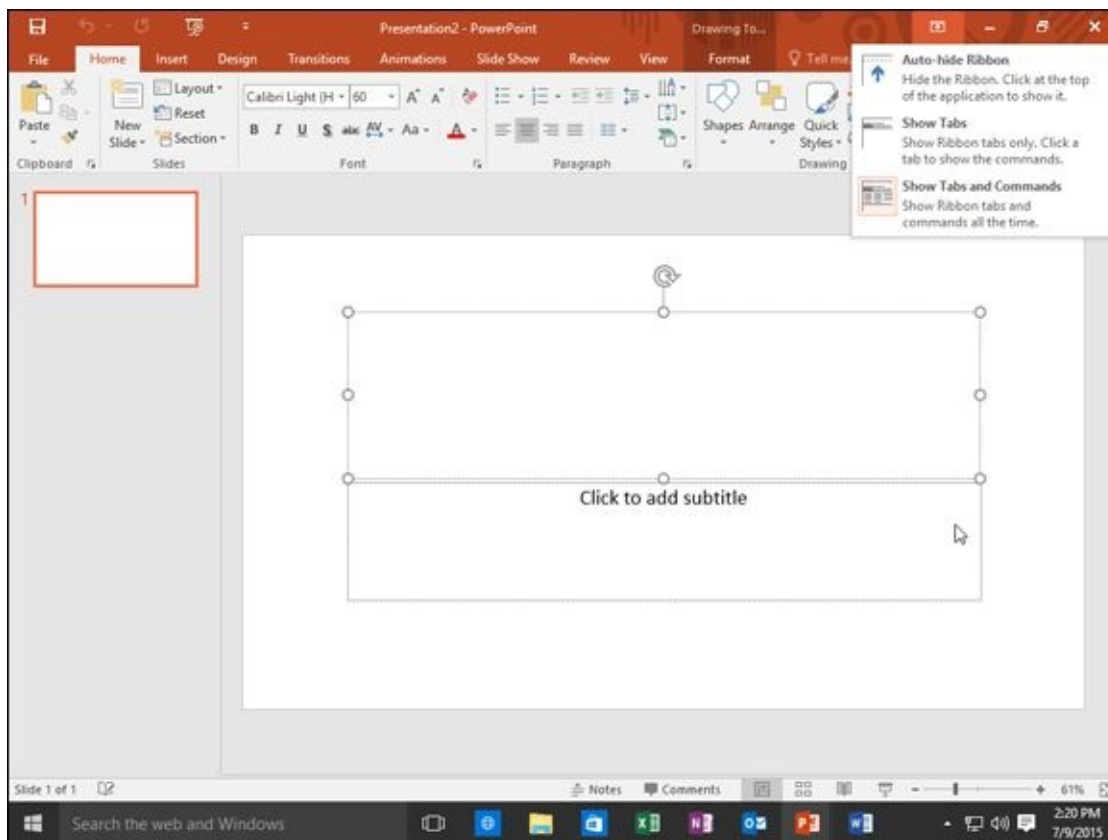 Presentation2 - PowerPoint
Drawing To...
File Home Insert Design Transitions Animations Slide Show Review View Format Tell me
Auto-hide Ribbon
Hide the Ribbon. Click at the top
of the application to show it.
Show Tabs
Show Ribbon tabs only. Click a
tab to show the commands.
Show Tabs and Commands
Show Ribbon tabs and
commands all the time.
Paste
New
Slide
Layout
Reset
Section
Calibri Light (H 60
B I U S abc AV Aa A
Shapes Arrange Quick
Styles
Clipboard Slides Font Paragraph Drawing
1
Click to add subtitle
Slide 1 of 1 Notes Comments 61%
Search the web and Windows
2:20 PM
7/9/2015